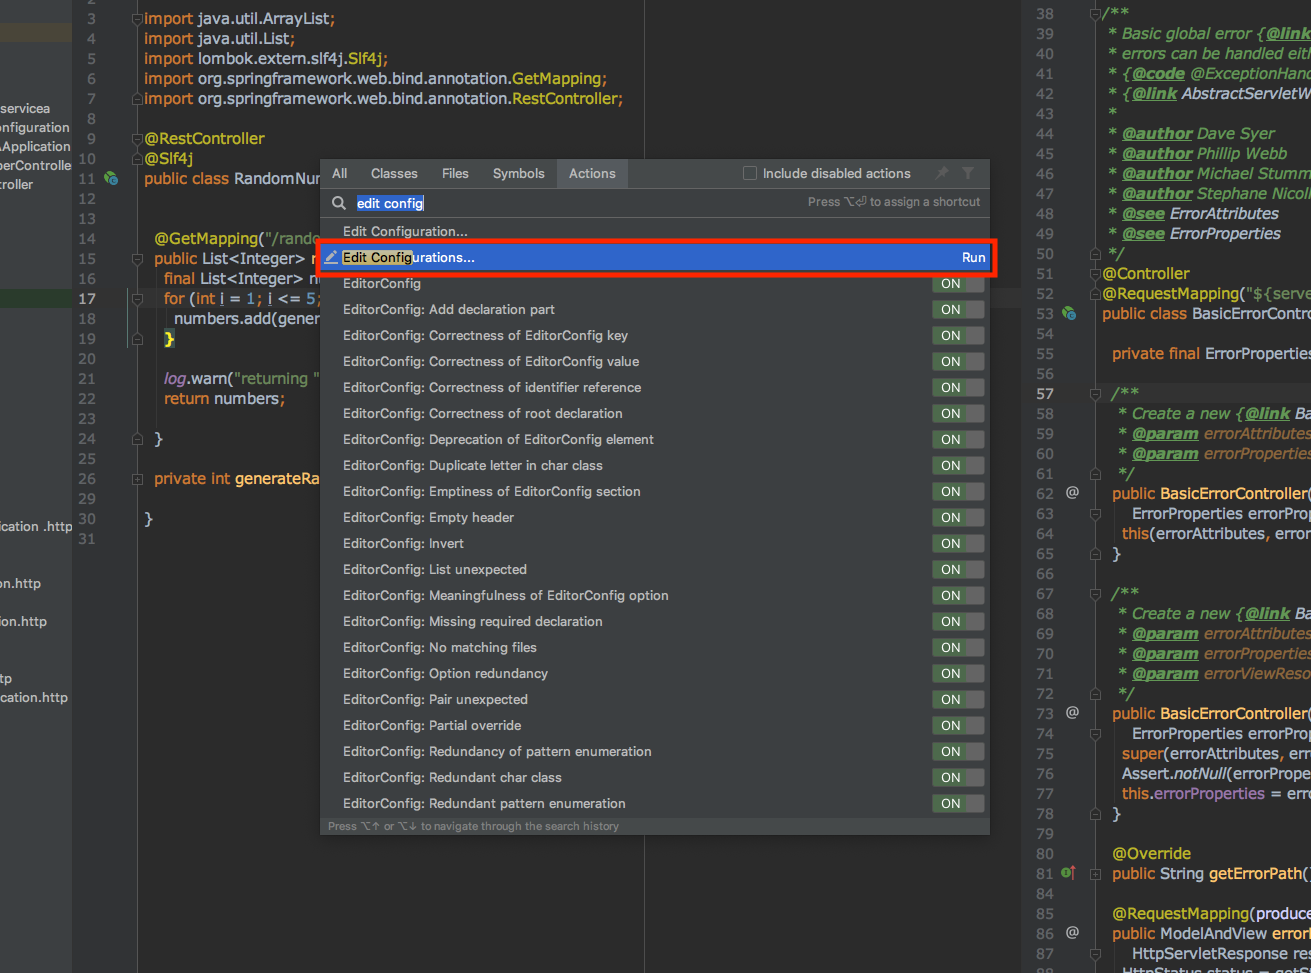 servicea
onfiguration
Application
perControlle
troller
ication .http
on.http
ion.http
tp
cation.http
2
3 import java.util.ArrayList;
4 import java.util.List;
5 import lombok.extern.slf4j.Slf4j;
6 import org.springframework.web.bind.annotation.GetMapping;
7 import org.springframework.web.bind.annotation.RestController;
8
9 @RestController
10 @Slf4j
11 public class RandomNum
12
13
14 @GetMapping("/rando
15 public List<Integer> r
16 final List<Integer> nu
17 for (int i = 1; i <= 5;
18 numbers.add(gener
19 }
20
21 log.warn("returning "
22 return numbers;
23
24 }
25
26 private int generateRa
29
30 }
31
All Classes Files Symbols Actions Include disabled actions
edit config Press ⌥⏎ to assign a shortcut
Edit Configuration...
Edit Configurations... Run
EditorConfig ON
EditorConfig: Add declaration part ON
EditorConfig: Correctness of EditorConfig key ON
EditorConfig: Correctness of EditorConfig value ON
EditorConfig: Correctness of identifier reference ON
EditorConfig: Correctness of root declaration ON
EditorConfig: Deprecation of EditorConfig element ON
EditorConfig: Duplicate letter in char class ON
EditorConfig: Emptiness of EditorConfig section ON
EditorConfig: Empty header ON
EditorConfig: Invert ON
EditorConfig: List unexpected ON
EditorConfig: Meaningfulness of EditorConfig option ON
EditorConfig: Missing required declaration ON
EditorConfig: No matching files ON
EditorConfig: Option redundancy ON
EditorConfig: Pair unexpected ON
EditorConfig: Partial override ON
EditorConfig: Redundancy of pattern enumeration ON
EditorConfig: Redundant char class ON
EditorConfig: Redundant pattern enumeration ON
Press ⌥↑ or ⌥↓ to navigate through the search history
38 /**
39 * Basic global error {@link
40 * errors can be handled eith
41 * {@code @ExceptionHand
42 * {@link AbstractServletW
43 *
44 * @author Dave Syer
45 * @author Phillip Webb
46 * @author Michael Stumm
47 * @author Stephane Nicoll
48 * @see ErrorAttributes
49 * @see ErrorProperties
50 */
51 @Controller
52 @RequestMapping("${serve
53 public class BasicErrorContro
54
55 private final ErrorProperties
56
57 /**
58 * Create a new {@link Ba
59 * @param errorAttributes
60 * @param errorProperties
61 */
62 @ public BasicErrorController(
63 ErrorProperties errorProp
64 this(errorAttributes, error
65 }
66
67 /**
68 * Create a new {@link Ba
69 * @param errorAttributes
70 * @param errorProperties
71 * @param errorViewReso
72 */
73 @ public BasicErrorController(
74 ErrorProperties errorProp
75 super(errorAttributes, erro
76 Assert.notNull(errorPrope
77 this.errorProperties = erro
78 }
79
80 @Override
81 public String getErrorPath()
84
85 @RequestMapping(produce
86 @ public ModelAndView errorH
87 HttpServletResponse res
88 HttpStatus status = getS